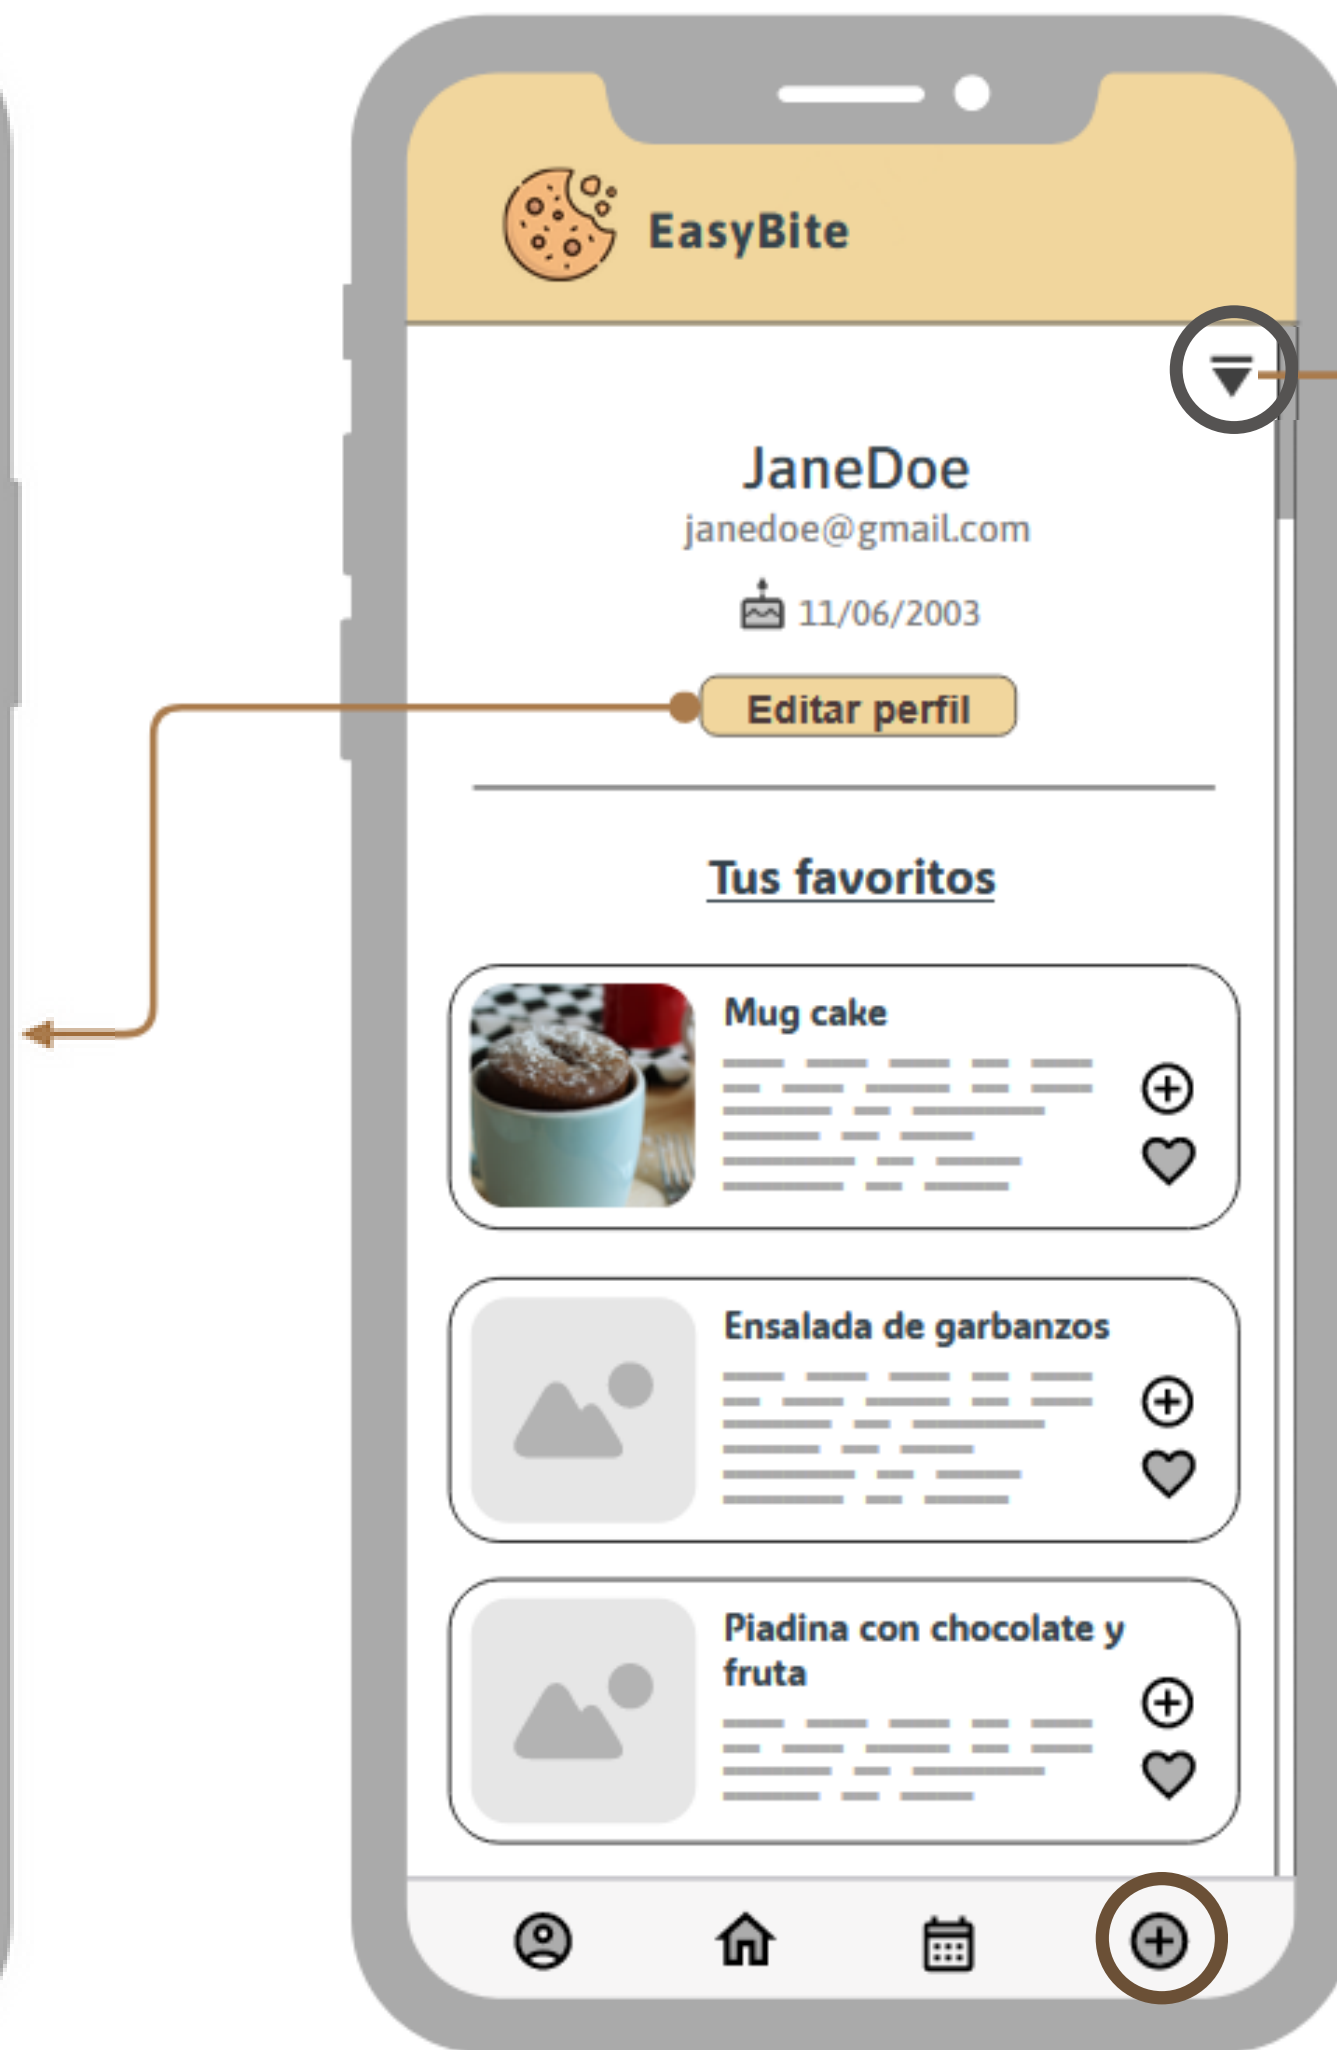 EasyBite
JaneDoe
janedoe@gmail.com
11/06/2003
Editar perfil
Tus favoritos
Mug cake
Ensalada de garbanzos
Piadina con chocolate y
fruta